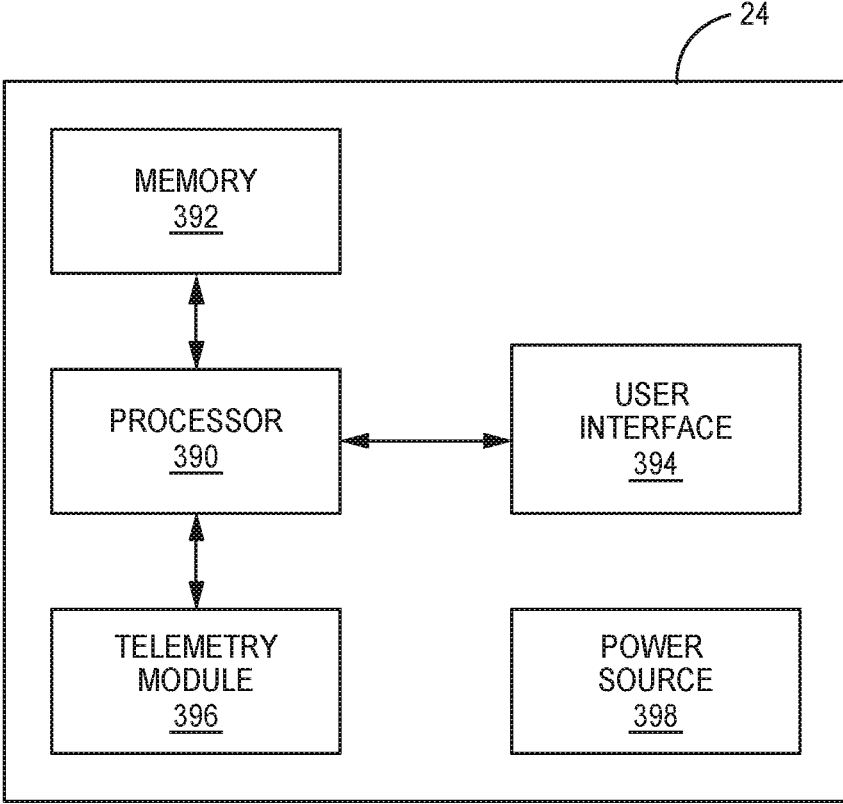 24
MEMORY
392
PROCESSOR
390
USER
INTERFACE
394
TELEMETRY
MODULE
396
POWER
SOURCE
398